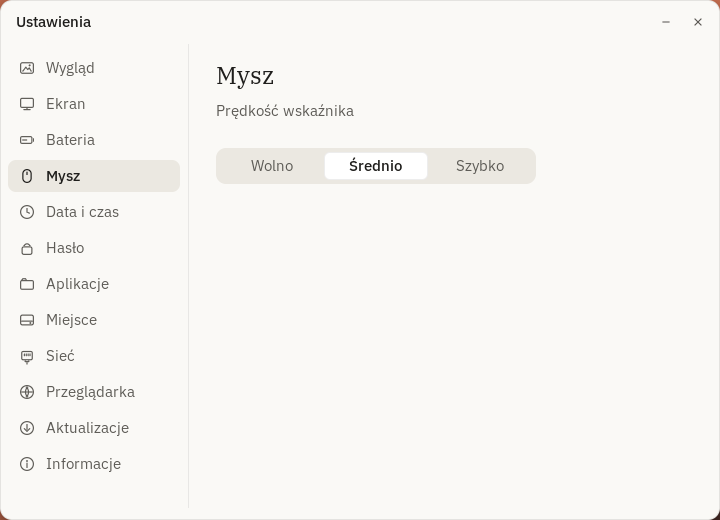 Ustawienia
Wygląd
Ekran
Bateria
Mysz
Data i czas
Hasło
Aplikacje
Miejsce
Sieć
Przeglądarka
Aktualizacje
Informacje
Mysz
Prędkość wskaźnika
Wolno Średnio Szybko